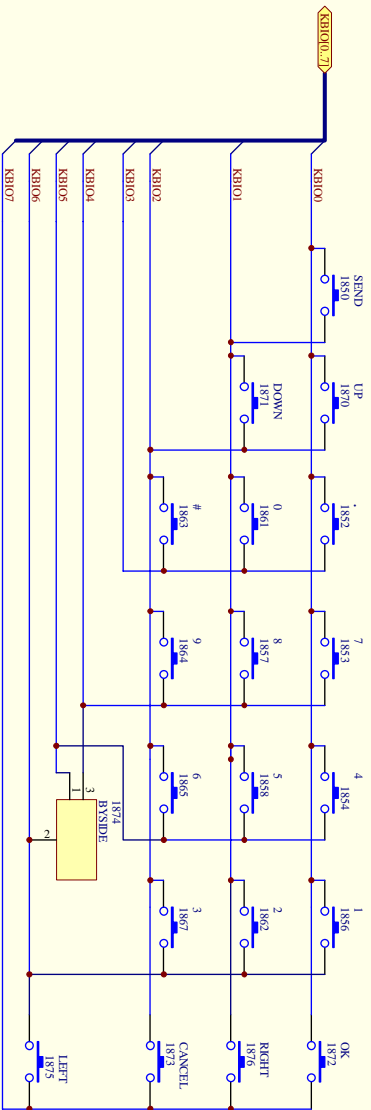 SEND
1850
UP
1870
*
1852
7
1853
4
1854
1
1856
OK
1872
KBIO[0..7]
KBIO0
DOWN
1871
0
1861
8
1857
5
1858
2
1862
RIGHT
1876
KBIO1
#
1863
9
1864
6
1865
3
1867
CANCEL
1873
KBIO2
KBIO3
1874
BYSIDE
KBIO4
3
KBIO5
1
2
LEFT
1875
KBIO6
KBIO7